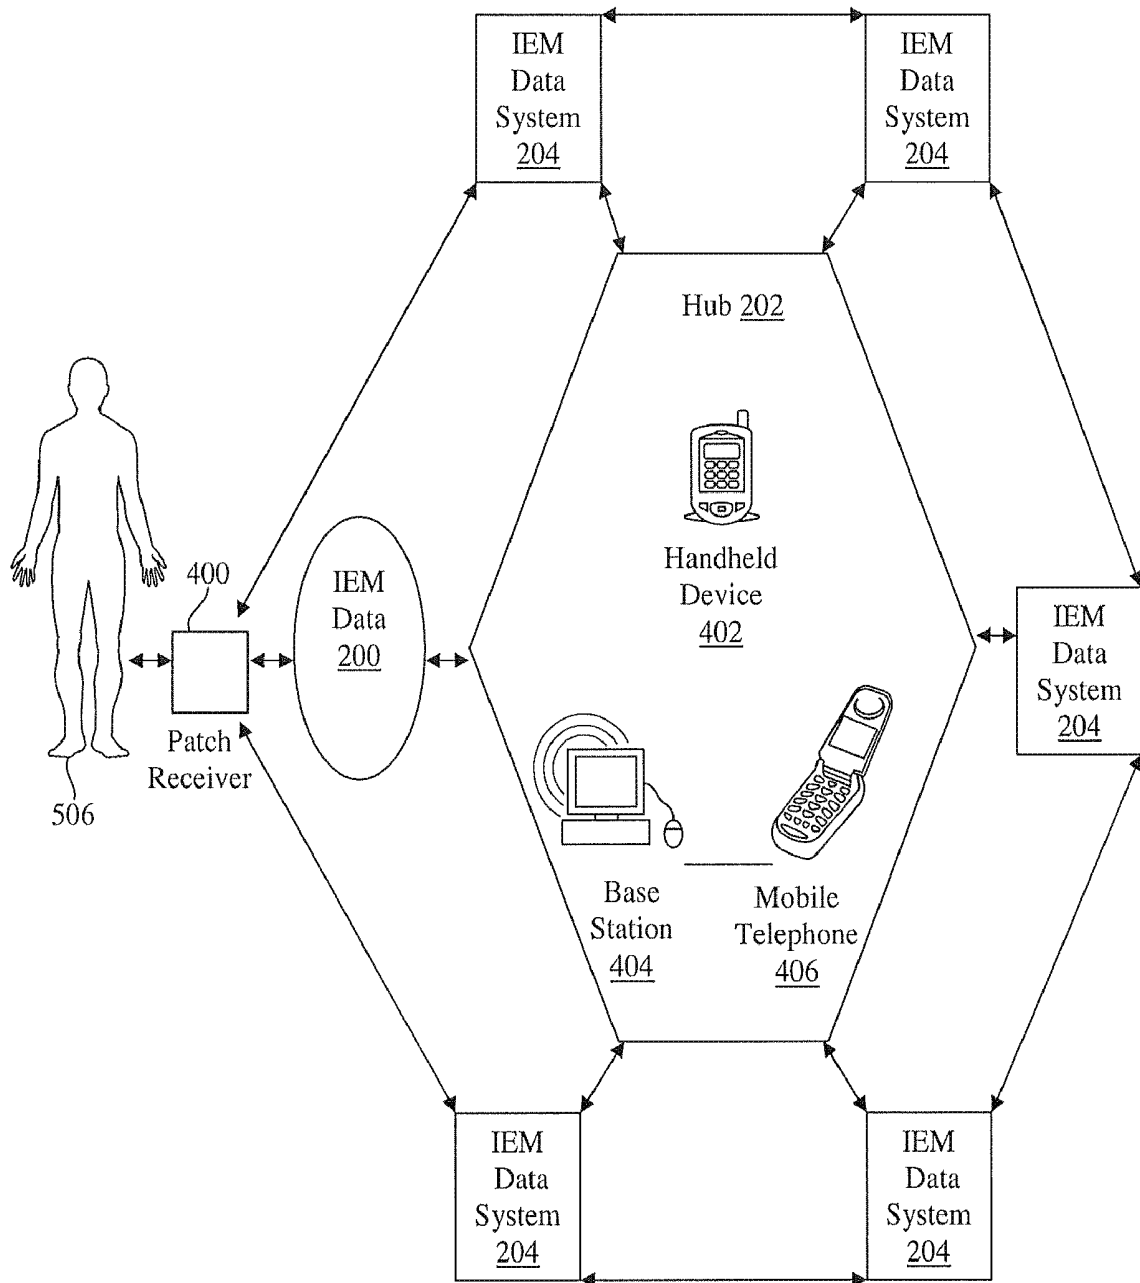 IEM
Data
System
204
IEM
Data
System
204
Hub 202
Handheld
Device
402
400
IEM
Data
200
Patch
Receiver
506
IEM
Data
System
204
Base
Station
404
Mobile
Telephone
406
IEM
Data
System
204
IEM
Data
System
204